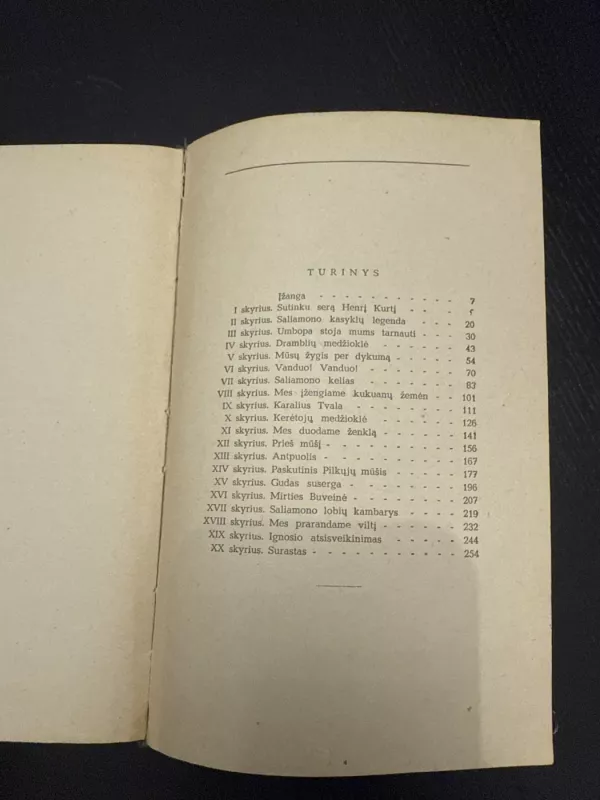 TURINYS
Įžanga - - - - - - - - - - 7
I skyrius. Sutinku serą Henrį Kurtį - -
II skyrius. Saliamono kasyklų legenda - - - 20
III skyrius. Umbopa stoja mums tarnauti - - - 30
IV skyrius. Dramblių medžioklė - - - - - 43
V skyrius. Mūsų žygis per dykumą - - - - 54
VI skyrius. Vanduo! Vanduo! - - - - - - 70
VII skyrius. Saliamono kelias - - - - - - 83
VIII skyrius. Mes įžengiame kukuanų žemėn - - 101
IX skyrius. Karalius Tvala - - - - - - - 111
X skyrius. Kerėtojų medžioklė - - - - - - 126
XI skyrius. Mes duodame ženklą - - - - - 141
XII skyrius. Prieš mūšį - - - - - - - - 156
XIII skyrius. Antpuolis - - - - - - - - 167
XIV skyrius. Paskutinis Pilkųjų mūšis - - - - 177
XV skyrius. Gudas suserga - - - - - - - 196
XVI skyrius. Mirties Buveinė - - - - - - 207
XVII skyrius. Saliamono lobių kambarys - - - - 219
XVIII skyrius. Mes prarandame viltį - - - - - 232
XIX skyrius. Ignosio atsisveikinimas - - - - - 244
XX skyrius. Surastas - - - - - - - - - 254